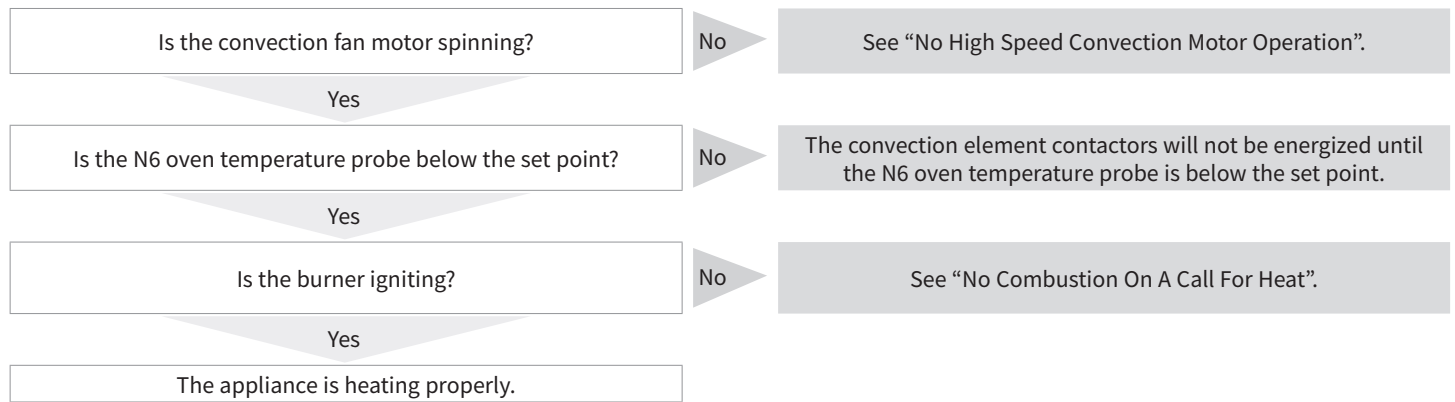 Is the convection fan motor spinning?
No
See “No High Speed Convection Motor Operation”.
Yes
Is the N6 oven temperature probe below the set point?
No
The convection element contactors will not be energized until
the N6 oven temperature probe is below the set point.
Yes
Is the burner igniting?
No
See “No Combustion On A Call For Heat”.
Yes
The appliance is heating properly.